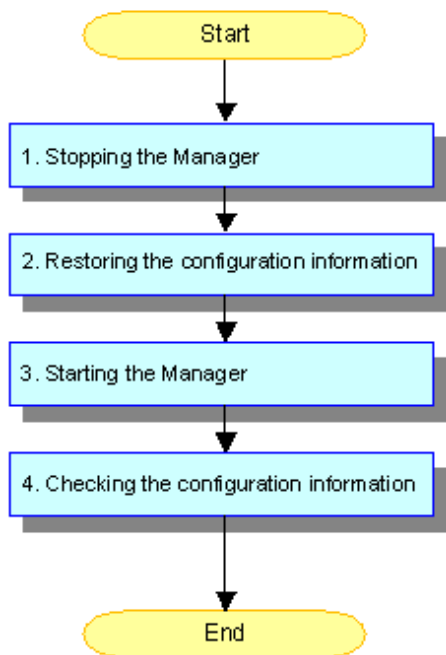 Start
1. Stopping the Manager
2. Restoring the configuration information
3. Starting the Manager
4. Checking the configuration information
End